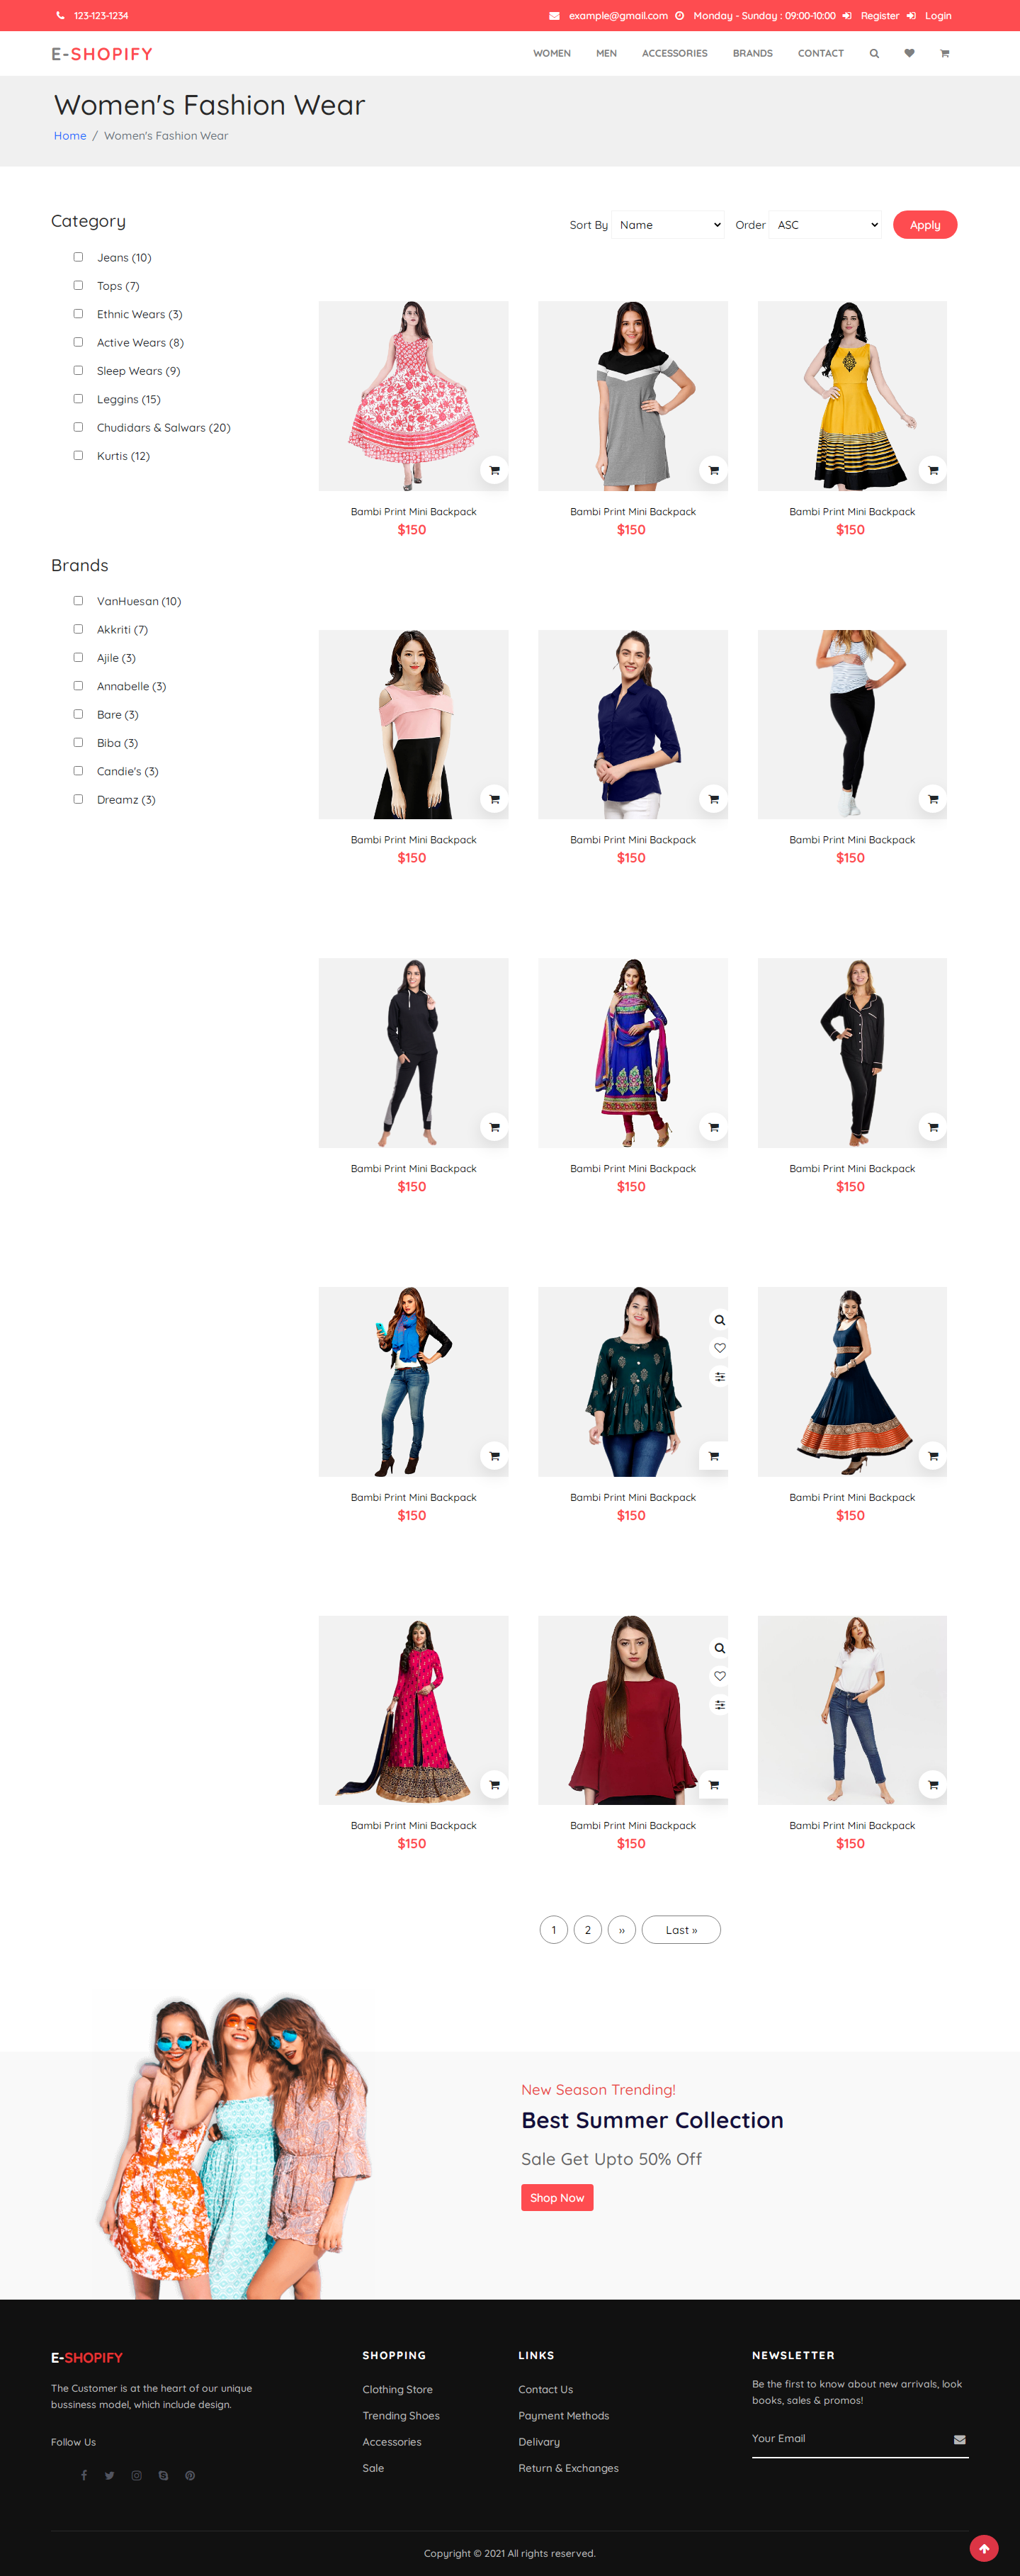 123-123-1234
example@gmail.com Monday - Sunday : 09:00-10:00 Register Login
E-SHOPIFY
WOMEN MEN ACCESSORIES BRANDS CONTACT
Women's Fashion Wear
Home / Women's Fashion Wear
Category
Jeans (10)
Tops (7)
Ethnic Wears (3)
Active Wears (8)
Sleep Wears (9)
Leggins (15)
Chudidars & Salwars (20)
Kurtis (12)
Brands
VanHuesan (10)
Akkriti (7)
Ajile (3)
Annabelle (3)
Bare (3)
Biba (3)
Candie's (3)
Dreamz (3)
Sort By Name Order ASC Apply
Bambi Print Mini Backpack Bambi Print Mini Backpack Bambi Print Mini Backpack
$150 $150 $150
Bambi Print Mini Backpack Bambi Print Mini Backpack Bambi Print Mini Backpack
$150 $150 $150
Bambi Print Mini Backpack Bambi Print Mini Backpack Bambi Print Mini Backpack
$150 $150 $150
Bambi Print Mini Backpack Bambi Print Mini Backpack Bambi Print Mini Backpack
$150 $150 $150
Bambi Print Mini Backpack Bambi Print Mini Backpack Bambi Print Mini Backpack
$150 $150 $150
1 2 ›› Last »
New Season Trending!
Best Summer Collection
Sale Get Upto 50% Off
Shop Now
E-SHOPIFY
The Customer is at the heart of our unique
bussiness model, which include design.
Follow Us
SHOPPING
Clothing Store
Trending Shoes
Accessories
Sale
LINKS
Contact Us
Payment Methods
Delivary
Return & Exchanges
NEWSLETTER
Be the first to know about new arrivals, look
books, sales & promos!
Your Email
Copyright © 2021 All rights reserved.